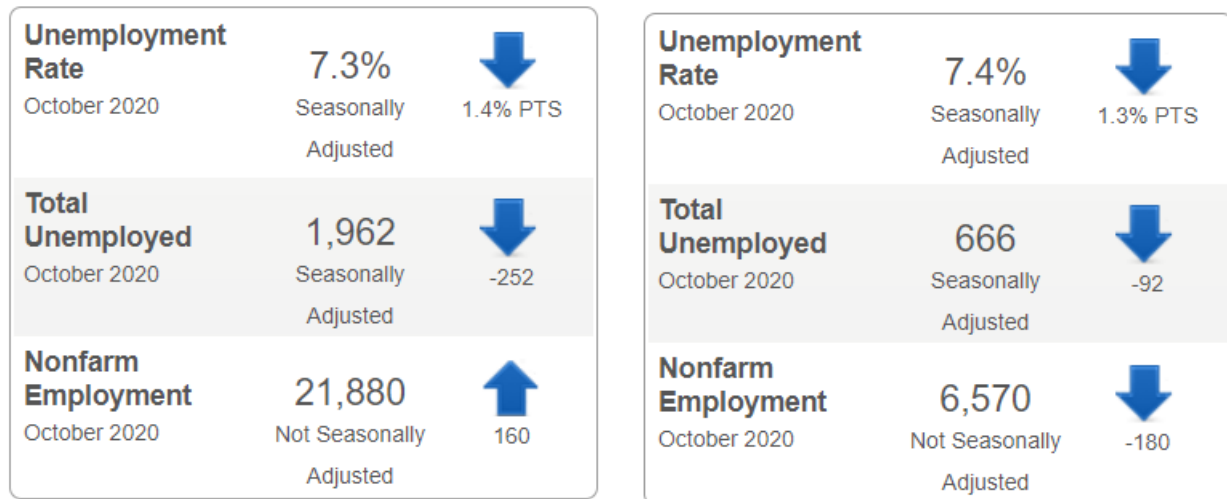 Unemployment
Rate
October 2020
7.3%
Seasonally
Adjusted
1.4% PTS
Total
Unemployed
October 2020
1,962
Seasonally
Adjusted
-252
Nonfarm
Employment
October 2020
21,880
Not Seasonally
Adjusted
160
Unemployment
Rate
October 2020
7.4%
Seasonally
Adjusted
1.3% PTS
Total
Unemployed
October 2020
666
Seasonally
Adjusted
-92
Nonfarm
Employment
October 2020
6,570
Not Seasonally
Adjusted
-180